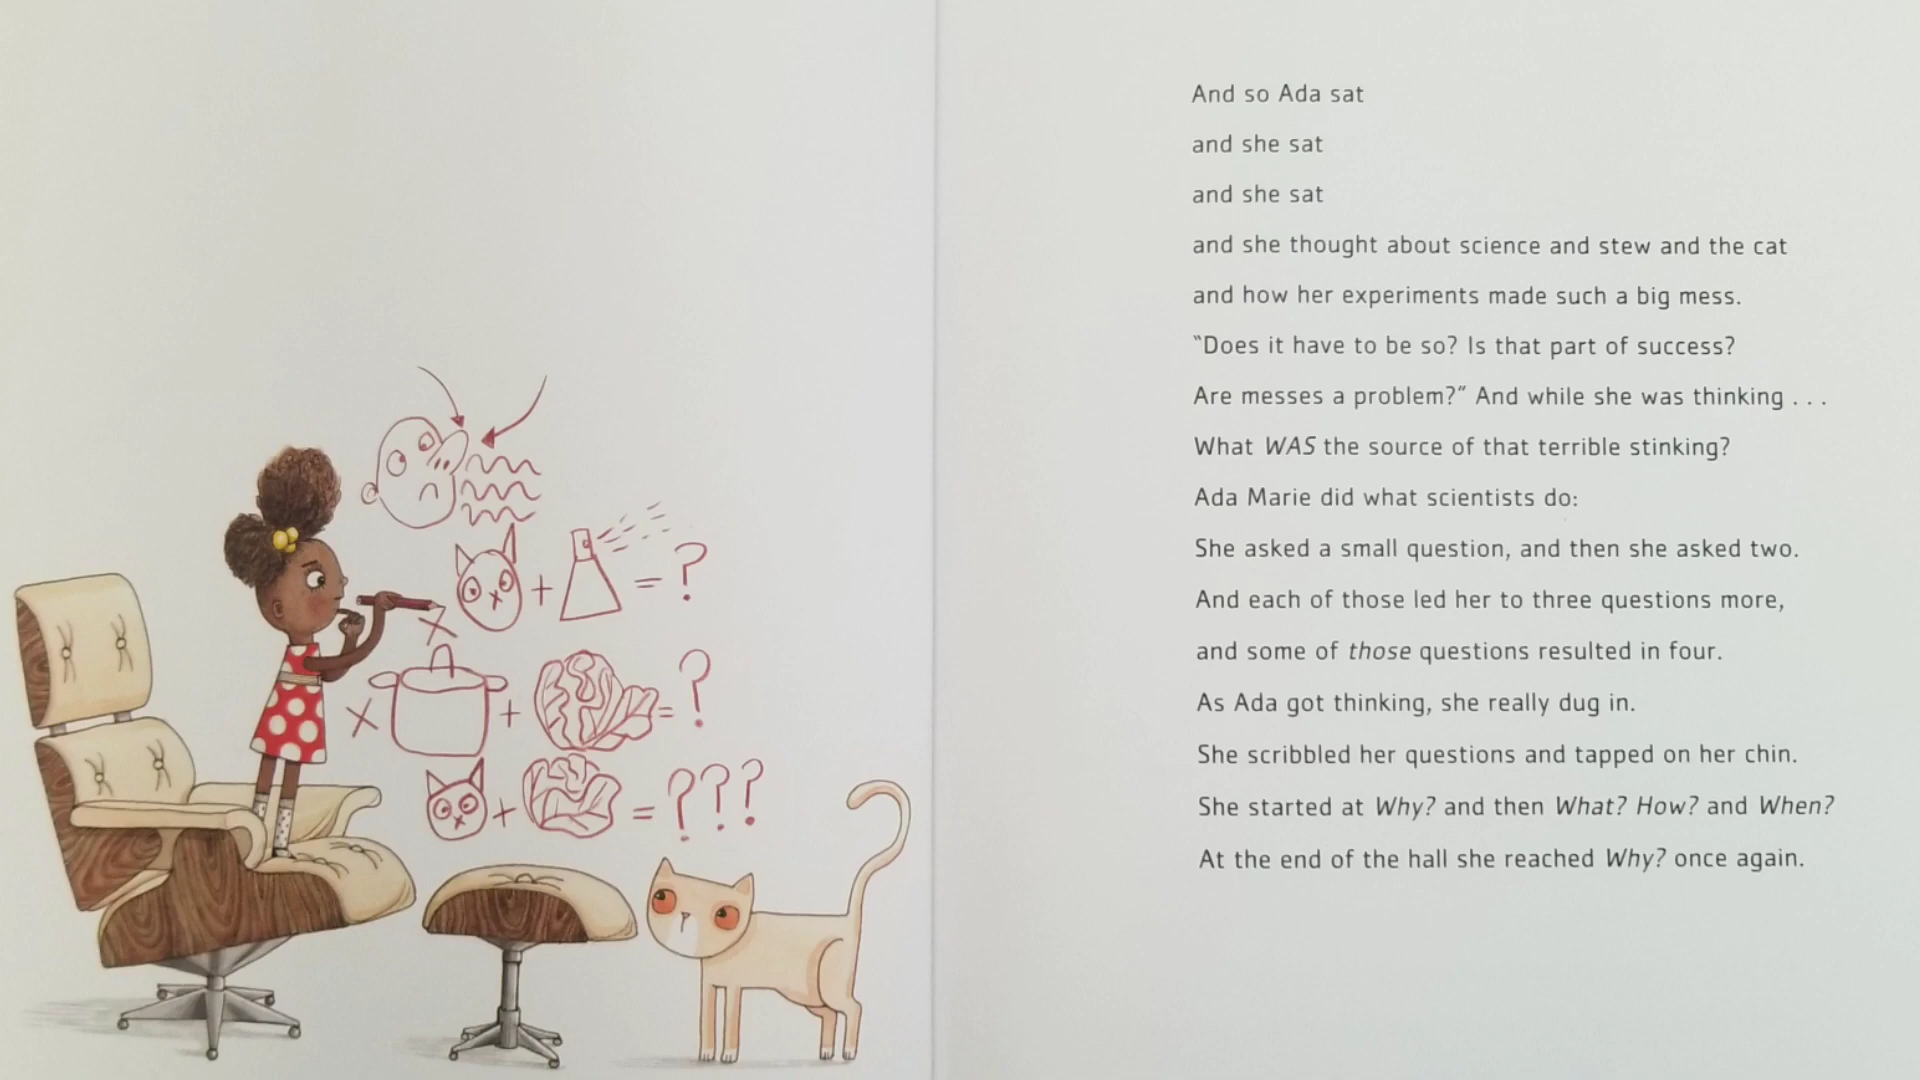 And so Ada sat
and she sat
and she sat
and she thought about science and stew and the cat
and how her experiments made such a big mess.
“Does it have to be so? Is that part of success?
Are messes a problem?” And while she was thinking . . .
What WAS the source of that terrible stinking?
Ada Marie did what scientists do:
She asked a small question, and then she asked two.
And each of those led her to three questions more,
and some of those questions resulted in four.
As Ada got thinking, she really dug in.
She scribbled her questions and tapped on her chin.
She started at Why? and then What? How? and When?
At the end of the hall she reached Why? once again.
+ = ?
x
x + = ?
+ = ???